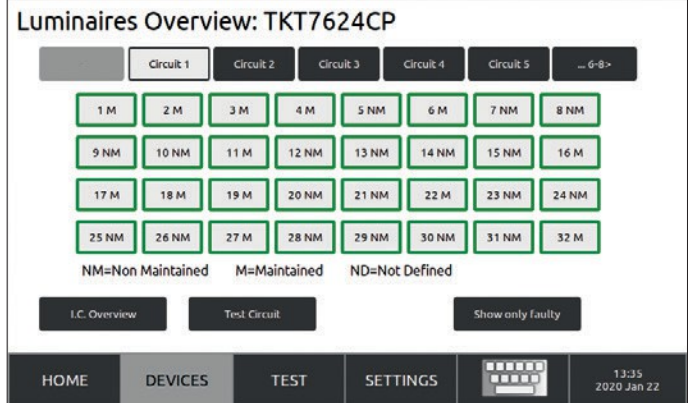 Luminaires Overview: TKT7624CP
Circuit 1 Circuit 2 Circuit 3 Circuit 4 Circuit 5 ... 6-8>
1 M 2 M 3 M 4 M 5 NM 6 M 7 NM 8 NM
9 NM 10 NM 11 M 12 NM 13 NM 14 NM 15 NM 16 M
17 M 18 M 19 M 20 NM 21 NM 22 M 23 NM 24 NM
25 NM 26 NM 27 M 28 NM 29 NM 30 NM 31 NM 32 M
NM=Non Maintained M=Maintained ND=Not Defined
I.C. Overview Test Circuit Show only faulty
HOME DEVICES TEST SETTINGS 13:35
2020 Jan 22